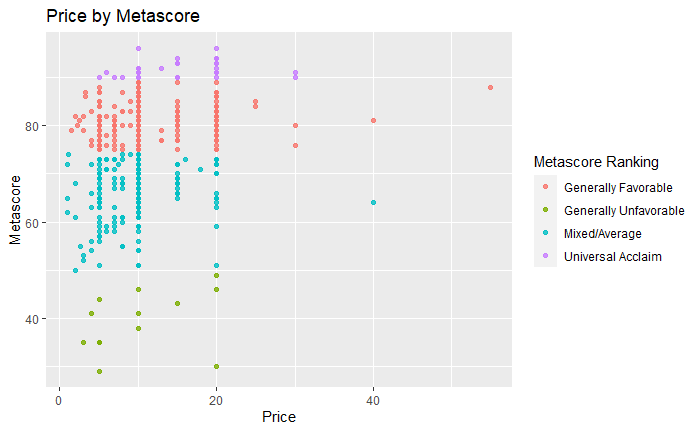 Price by Metascore
Metascore
80
60
40
0
20
40
Price
Metascore Ranking
Generally Favorable
Generally Unfavorable
Mixed/Average
Universal Acclaim